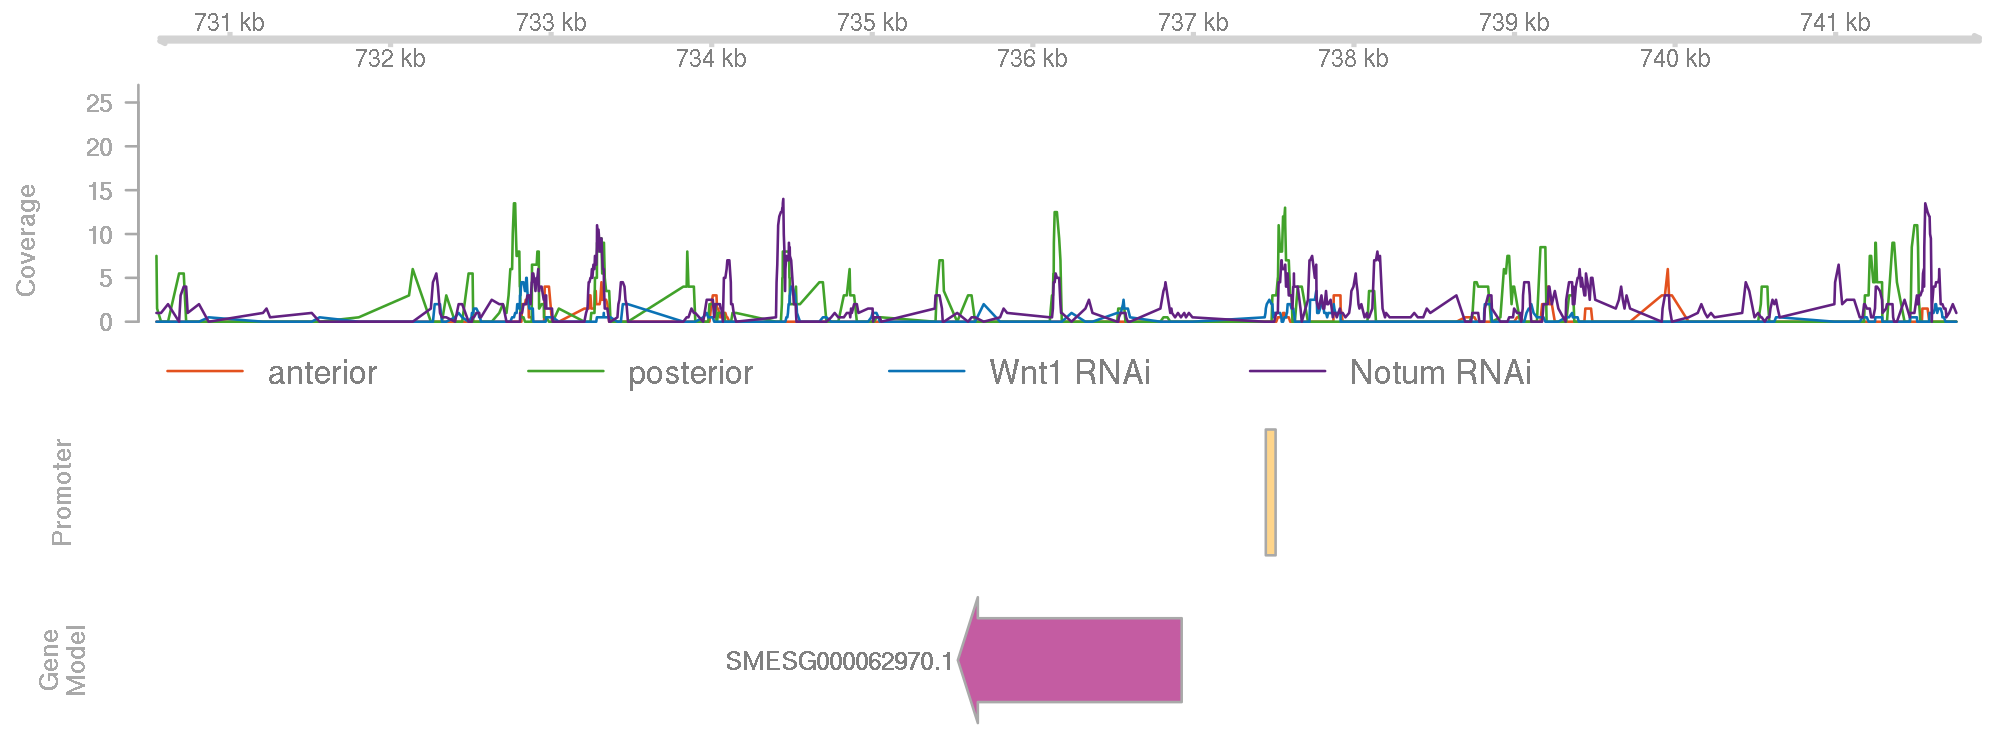 731 kb 733 kb 735 kb 737 kb 739 kb 741 kb
732 kb 734 kb 736 kb 738 kb 740 kb
Coverage
25
20
15
10
5
0
anterior posterior Wnt1 RNAi Notum RNAi
Promoter
Gene
Model
SMESG000062970.1